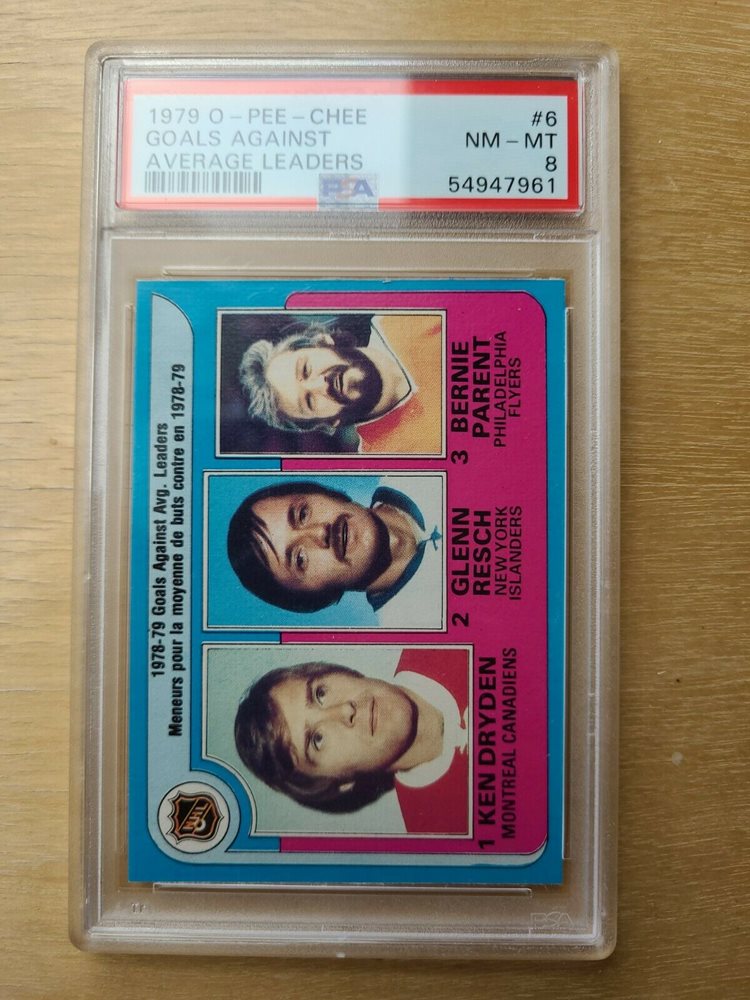 1979 O-PEE-CHEE
GOALS AGAINST
AVERAGE LEADERS
#6
NM-MT
8
54947961
PSA
1978-79 Goals Against Avg. Leaders
Meneurs pour la moyenne de buts contre en 1978-79
NHL
1 KEN DRYDEN
MONTREAL CANADIENS
2 GLENN
RESCH
NEW YORK
ISLANDERS
3 BERNIE
PARENT
PHILADELPHIA
FLYERS
PSA